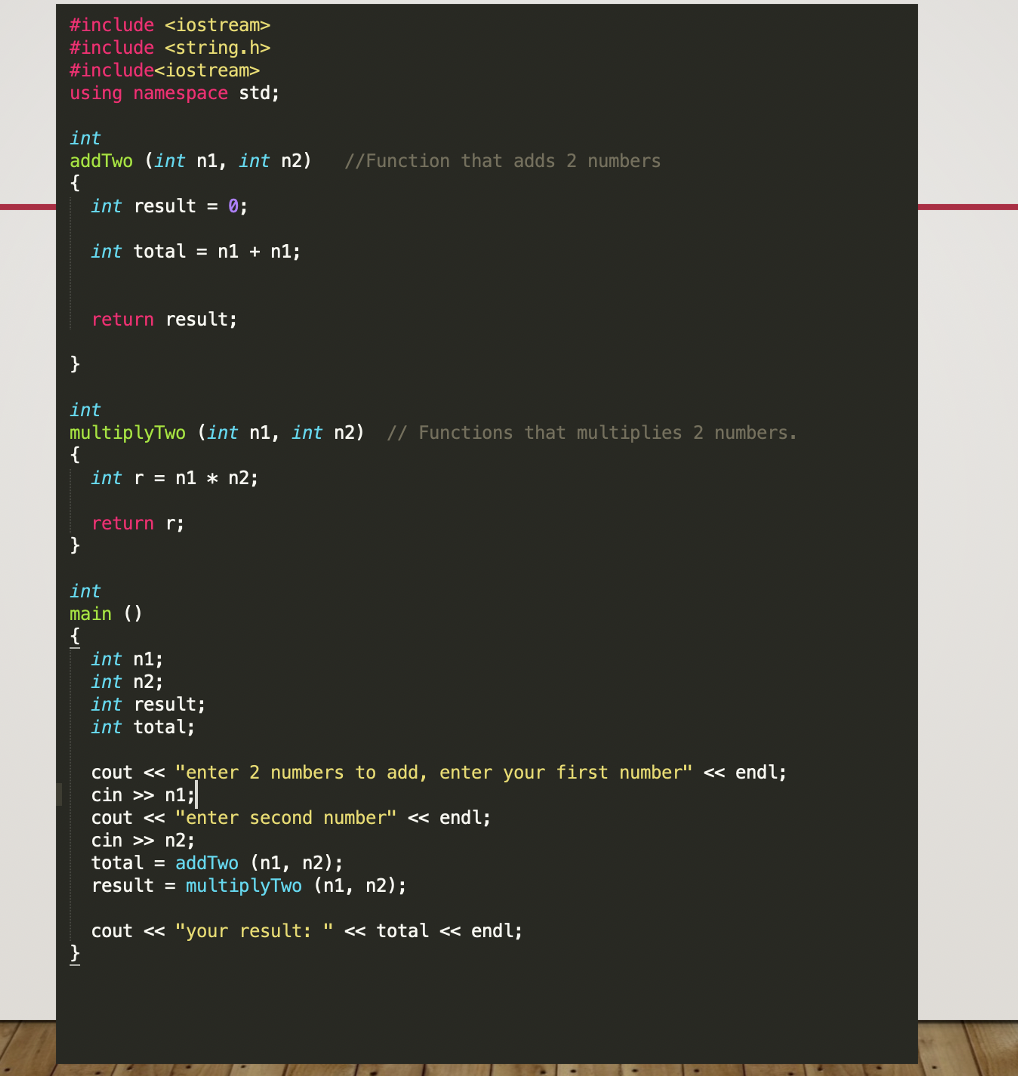 #include <iostream>
#include <string.h>
#include<iostream>
using namespace std;
int
addTwo (int n1, int n2)   //Function that adds 2 numbers
{
  int result = 0;
  int total = n1 + n1;
  return result;
}
int
multiplyTwo (int n1, int n2)  // Functions that multiplies 2 numbers.
{
  int r = n1 * n2;
  return r;
}
int
main ()
{
  int n1;
  int n2;
  int result;
  int total;
  cout << "enter 2 numbers to add, enter your first number" << endl;
  cin >> n1;
  cout << "enter second number" << endl;
  cin >> n2;
  total = addTwo (n1, n2);
  result = multiplyTwo (n1, n2);
  cout << "your result: " << total << endl;
}